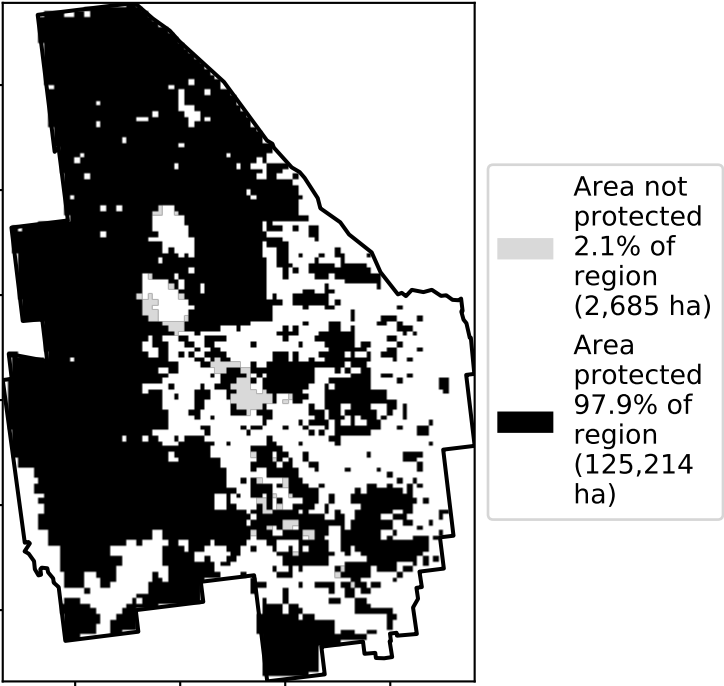 Area not
protected
2.1% of
region
(2,685 ha)
Area
protected
97.9% of
region
(125,214
ha)